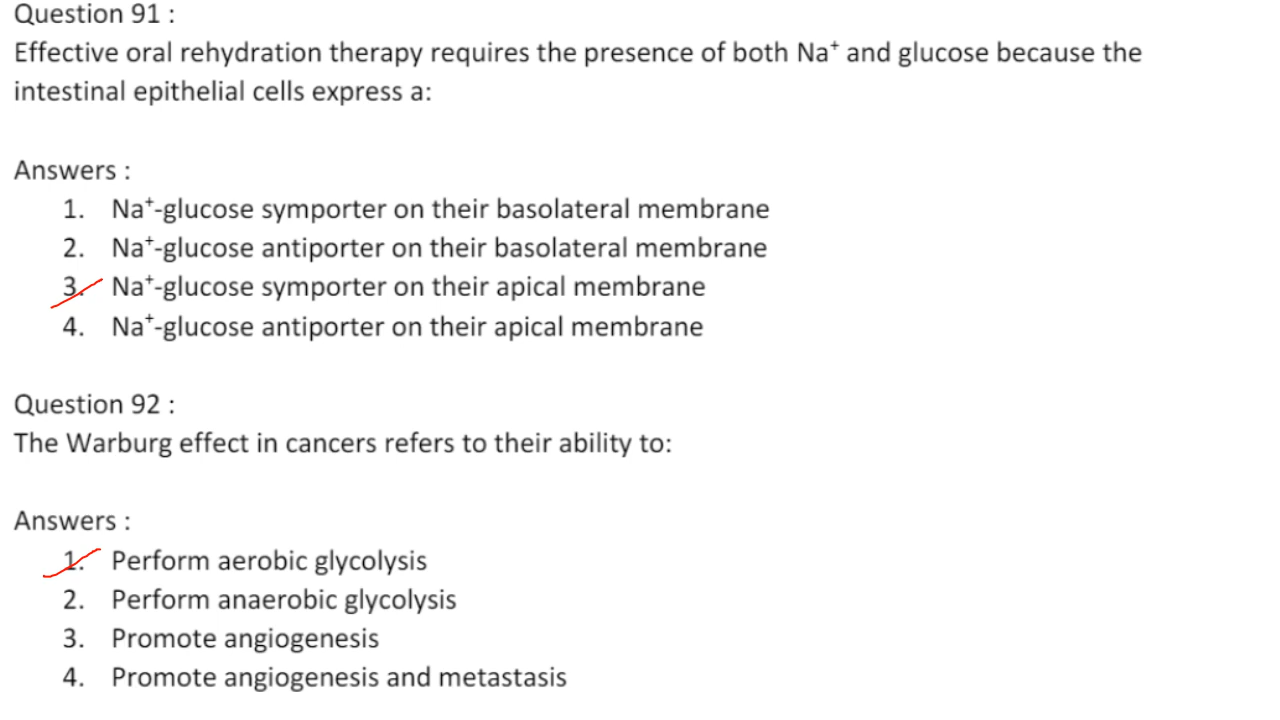 Question 91 :
Effective oral rehydration therapy requires the presence of both Na⁺ and glucose because the
intestinal epithelial cells express a:
Answers :
1. Na⁺-glucose symporter on their basolateral membrane
2. Na⁺-glucose antiporter on their basolateral membrane
3. Na⁺-glucose symporter on their apical membrane
4. Na⁺-glucose antiporter on their apical membrane
Question 92 :
The Warburg effect in cancers refers to their ability to:
Answers :
1. Perform aerobic glycolysis
2. Perform anaerobic glycolysis
3. Promote angiogenesis
4. Promote angiogenesis and metastasis